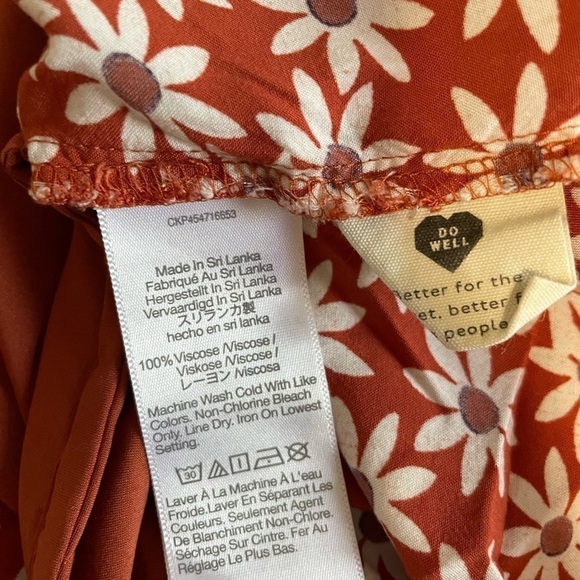 CKP454716653
Made In Sri Lanka
Fabriqué Au Sri Lanka
Hergestellt In Sri Lanka
Vervaardigd In Sri Lanka
スリランカ製
hecho en sri lanka
100% Viscose /Viscose/
Viskose /Viscose/
レーヨン /Viscosa
Machine Wash Cold With Like
Colors. Non-Chlorine Bleach
Only. Line Dry. Iron On Lowest
Setting.
30
Laver À La Machine À L'eau
Froide. Laver En Séparant Les
Couleurs. Seulement Agent
De Blanchiment Non-Chlore.
Séchage Sur Cintre. Fer Au
Réglage Le Plus Bas.
DO
WELL
etter for the
et. better f
people